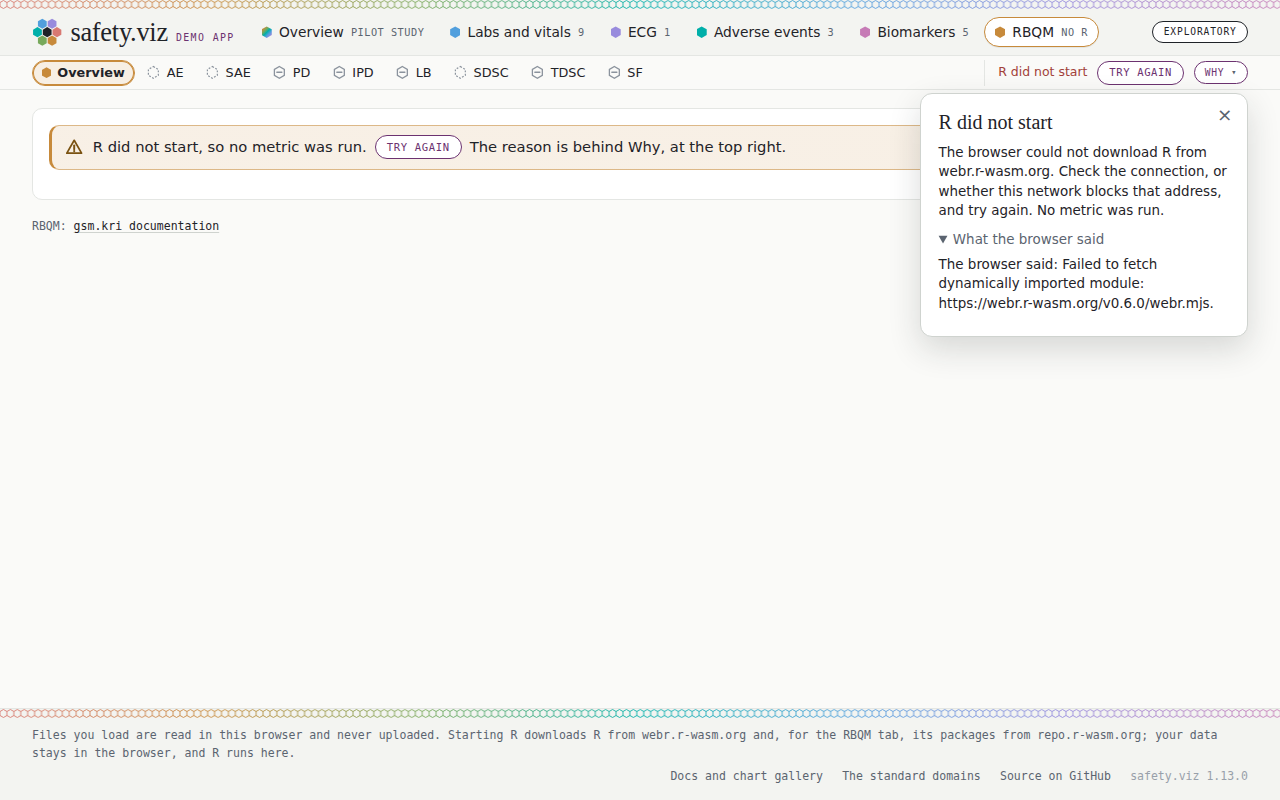 safety.viz DEMO APP Overview PILOT STUDY Labs and vitals 9 ECG 1 Adverse events 3 Biomarkers 5 RBQM NO R EXPLORATORY
Overview AE SAE PD IPD LB SDSC TDSC SF R did not start TRY AGAIN WHY ▾
R did not start, so no metric was run. TRY AGAIN The reason is behind Why, at the top right.
RBQM: gsm.kri documentation
R did not start ×
The browser could not download R from
webr.r-wasm.org. Check the connection, or
whether this network blocks that address,
and try again. No metric was run.
▼ What the browser said
The browser said: Failed to fetch
dynamically imported module:
https://webr.r-wasm.org/v0.6.0/webr.mjs.
Files you load are read in this browser and never uploaded. Starting R downloads R from webr.r-wasm.org and, for the RBQM tab, its packages from repo.r-wasm.org; your data
stays in the browser, and R runs here.
Docs and chart gallery The standard domains Source on GitHub safety.viz 1.13.0